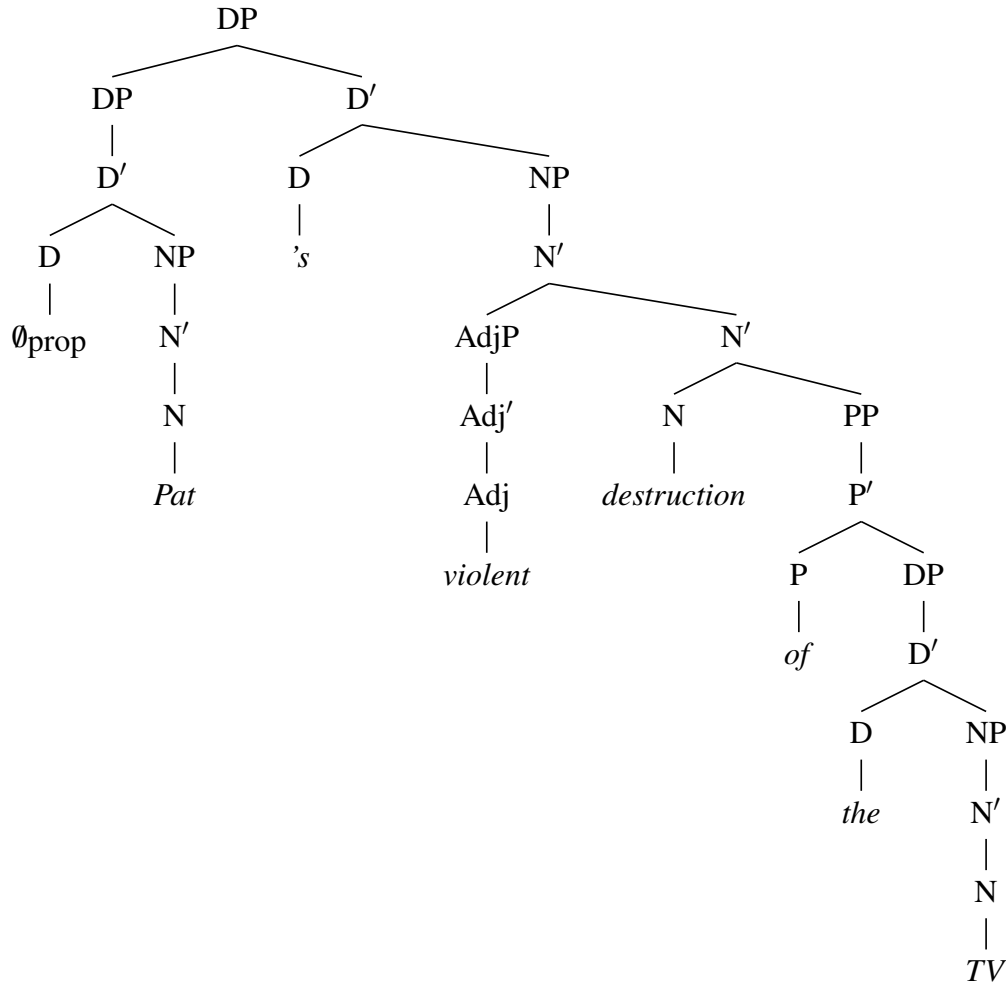 DP
DP D′
D′ D NP
D NP ’s N′
∅prop N′ AdjP N′
N Adj′ N PP
Pat Adj destruction P′
violent P DP
of D′
D NP
the N′
N
TV